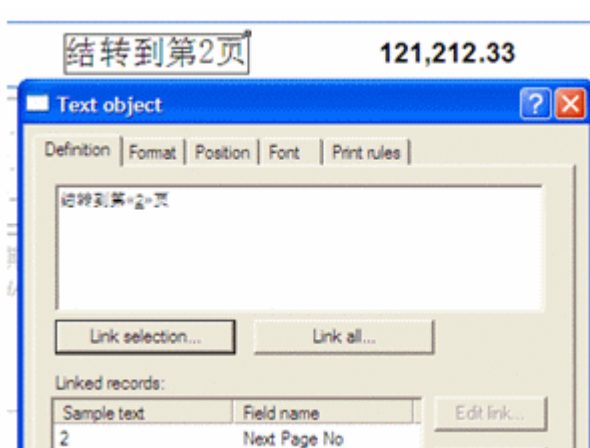 结转到第2页 121,212.33
Text object
Definition Format Position Font Print rules
结转到第«2»页
Link selection... Link all...
Linked records:
Sample text Field name Edit link...
2 Next Page No